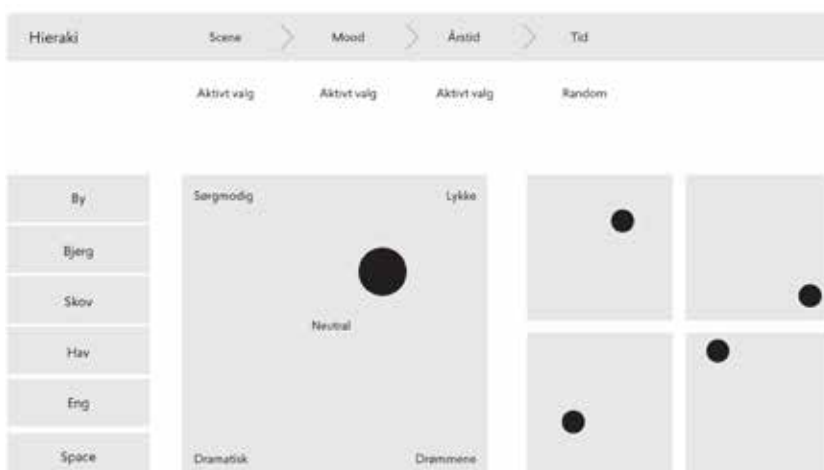 Hieraki Scene Mood Årstid Tid
Aktivt valg Aktivt valg Aktivt valg Random
By
Bjerg
Skov
Hav
Eng
Space
Sørgmodig Lykke
Neutral
Dramatisk Drømmene